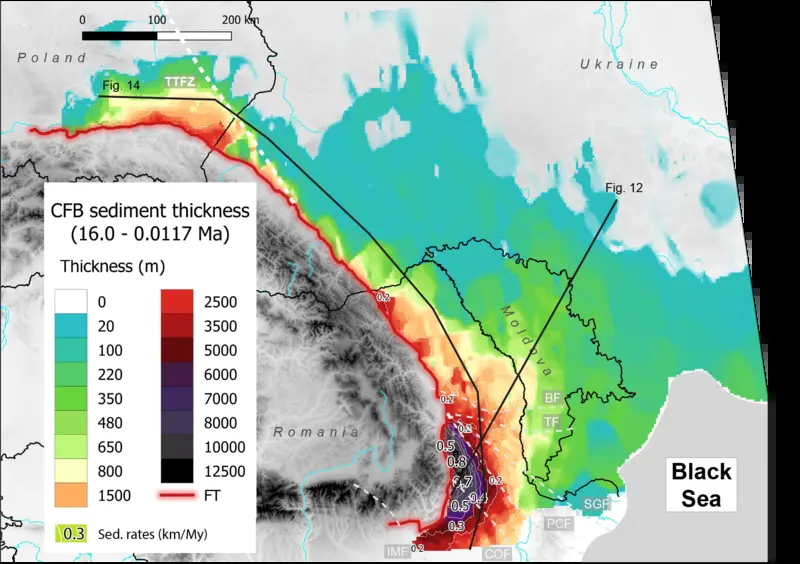 0 100 200 km
Poland
Ukraine
TTFZ
Fig. 14
Fig. 12
CFB sediment thickness
(16.0 - 0.0117 Ma)
Thickness (m)
0 2500
20 3500
100 5000
220 6000
350 7000
480 8000
650 10000
800 12500
1500 FT
0.3 Sed. rates (km/My)
0.2
Moldova
0.2
BF
0.2
TF
Romania
0.5
0.8
0.2
0.4
0.5
0.3
Black
Sea
SGF
PCF
IMF
0.2
COF